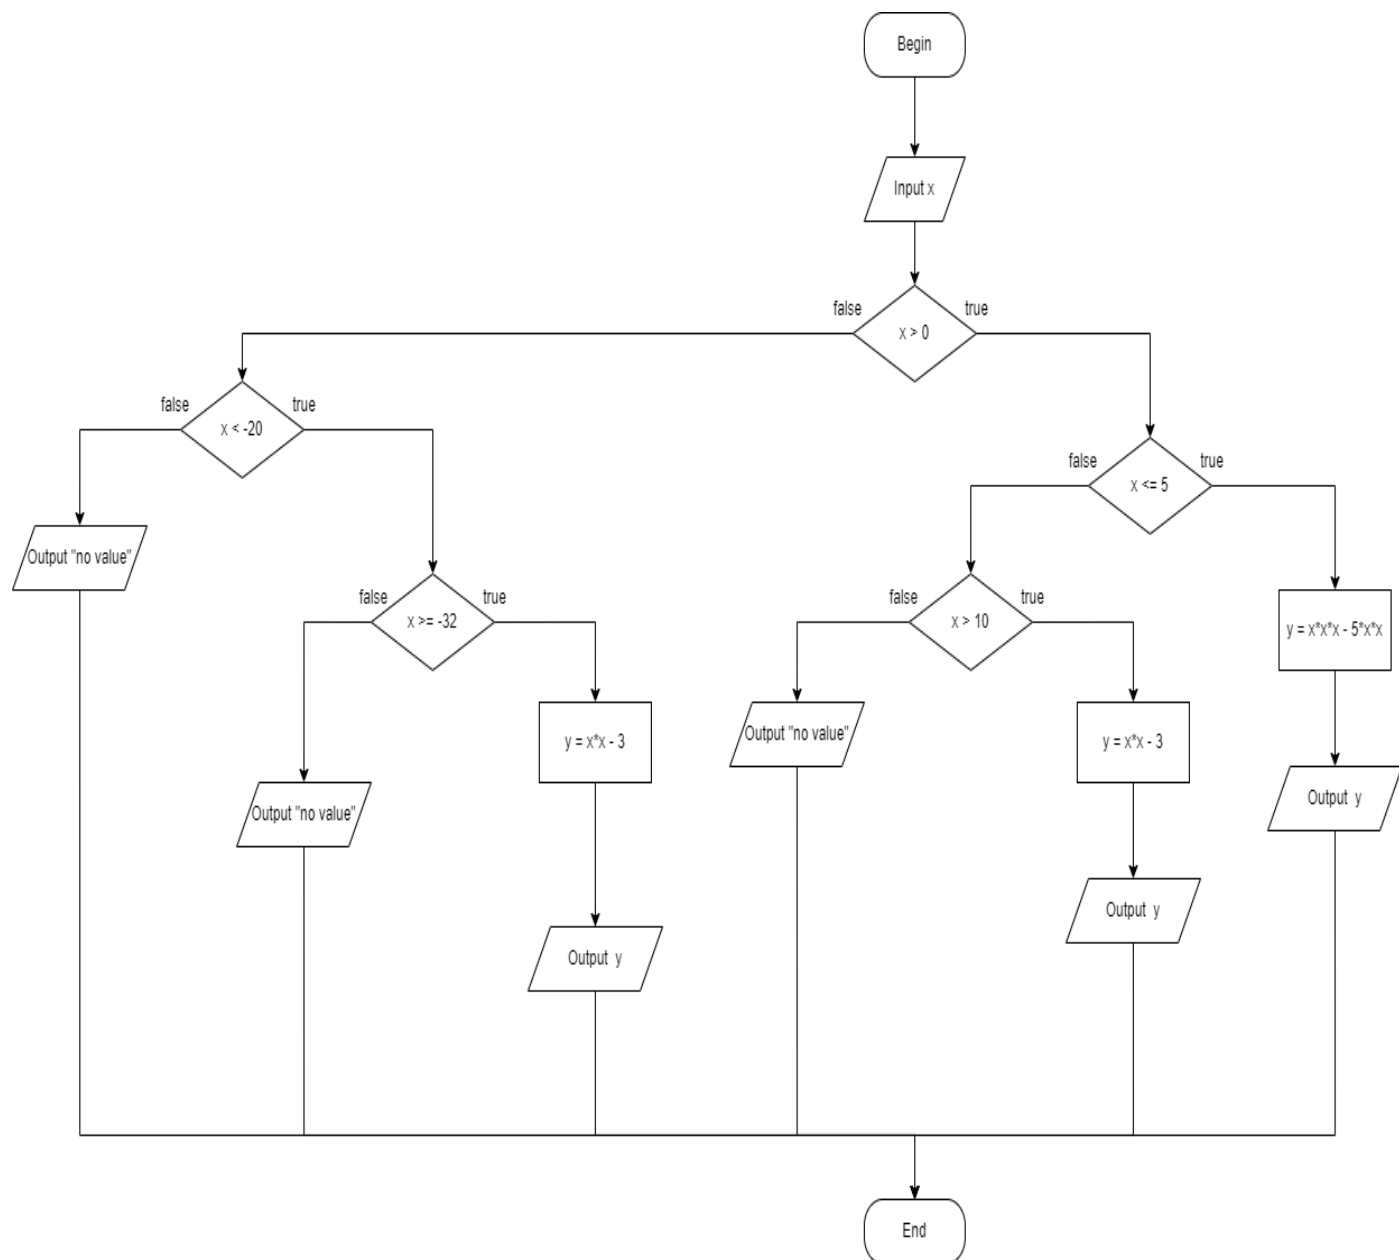 Begin
Input x
false
true
x > 0
false
true
x < -20
false
true
x <= 5
Output "no value"
false
true
x >= -32
false
true
x > 10
y = x*x*x - 5*x*x
y = x*x - 3
Output "no value"
y = x*x - 3
Output "no value"
Output  y
Output  y
Output  y
End